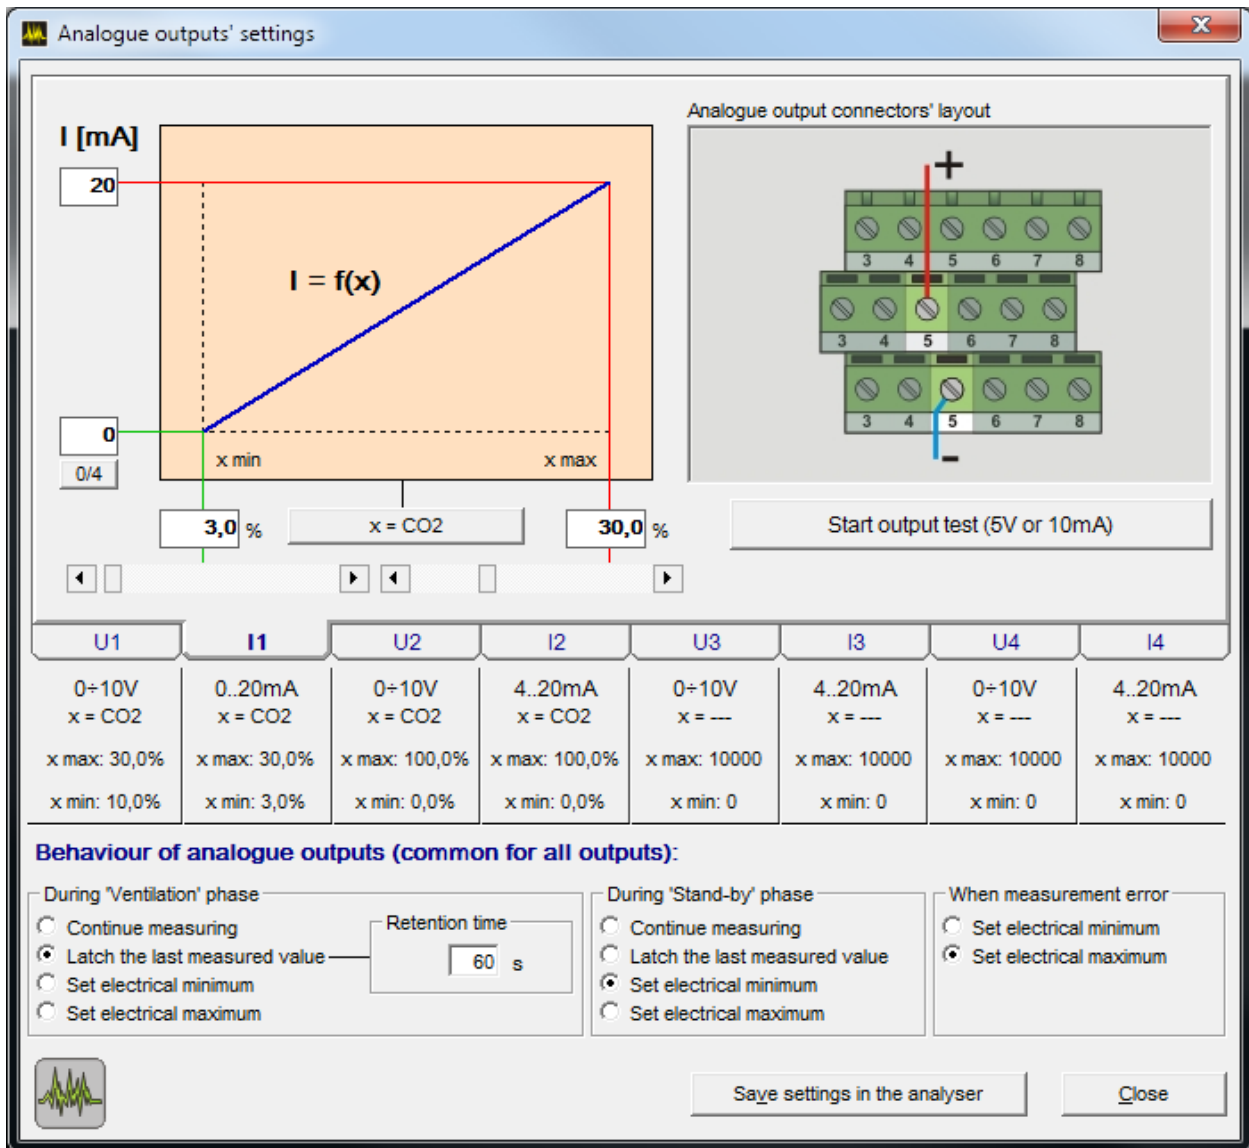 Analogue outputs' settings
Analogue output connectors' layout
I [mA]
20
I = f(x)
0
0/4
x min
x max
3,0 %
x = CO2
30,0 %
+
3 4 5 6 7 8
3 4 5 6 7 8
3 4 5 6 7 8
-
Start output test (5V or 10mA)
U1 I1 U2 I2 U3 I3 U4 I4
0÷10V 0..20mA 0÷10V 4..20mA 0÷10V 4..20mA 0÷10V 4..20mA
x = CO2 x = CO2 x = CO2 x = CO2 x = --- x = --- x = --- x = ---
x max: 30,0% x max: 30,0% x max: 100,0% x max: 100,0% x max: 10000 x max: 10000 x max: 10000 x max: 10000
x min: 10,0% x min: 3,0% x min: 0,0% x min: 0,0% x min: 0 x min: 0 x min: 0 x min: 0
Behaviour of analogue outputs (common for all outputs):
During 'Ventilation' phase
Continue measuring
Latch the last measured value
Set electrical minimum
Set electrical maximum
Retention time
60 s
During 'Stand-by' phase
Continue measuring
Latch the last measured value
Set electrical minimum
Set electrical maximum
When measurement error
Set electrical minimum
Set electrical maximum
Save settings in the analyser
Close